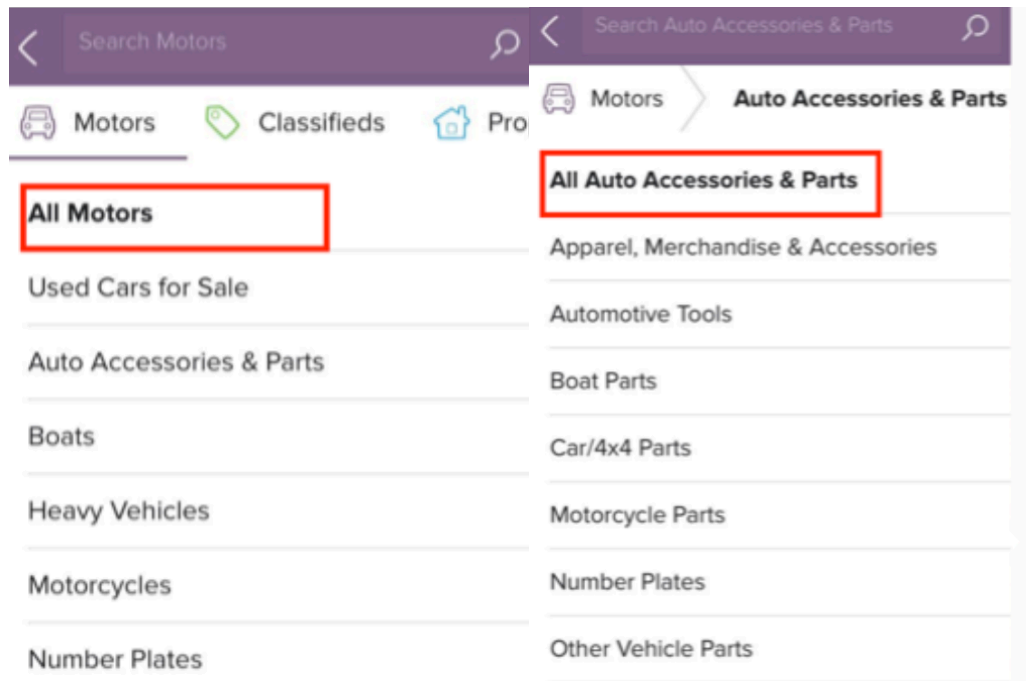 Search Motors
Motors
Classifieds
Pro
All Motors
Used Cars for Sale
Auto Accessories & Parts
Boats
Heavy Vehicles
Motorcycles
Number Plates
Search Auto Accessories & Parts
Motors
Auto Accessories & Parts
All Auto Accessories & Parts
Apparel, Merchandise & Accessories
Automotive Tools
Boat Parts
Car/4x4 Parts
Motorcycle Parts
Number Plates
Other Vehicle Parts